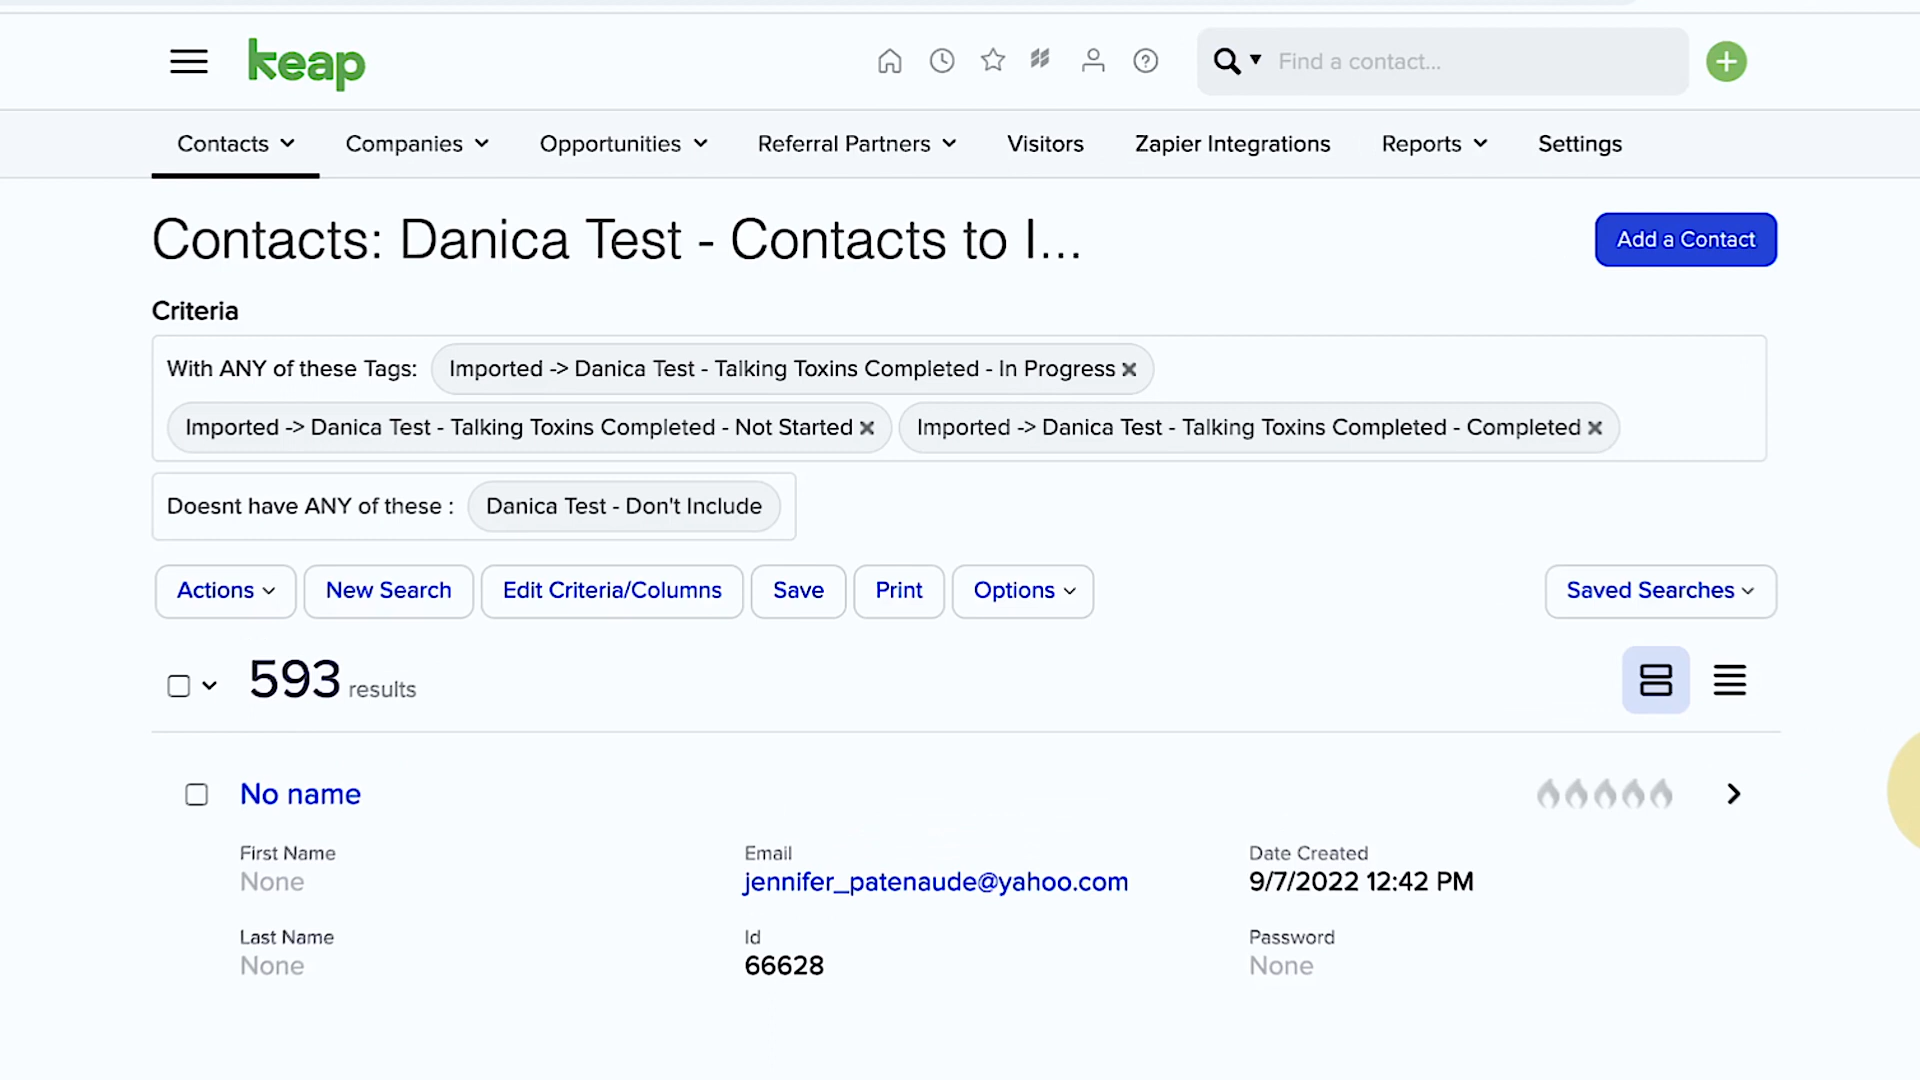 keap
Find a contact...
Contacts Companies Opportunities Referral Partners Visitors Zapier Integrations Reports Settings
Contacts: Danica Test - Contacts to I...
Add a Contact
Criteria
With ANY of these Tags: Imported -> Danica Test - Talking Toxins Completed - In Progress
Imported -> Danica Test - Talking Toxins Completed - Not Started Imported -> Danica Test - Talking Toxins Completed - Completed
Doesnt have ANY of these : Danica Test - Don't Include
Actions New Search Edit Criteria/Columns Save Print Options Saved Searches
593 results
No name
First Name Email Date Created
None jennifer_patenaude@yahoo.com 9/7/2022 12:42 PM
Last Name Id Password
None 66628 None